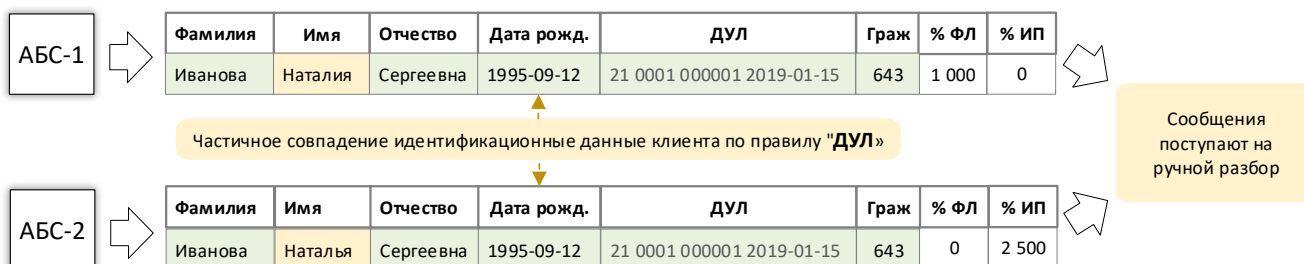 АБС-1
Фамилия Имя Отчество Дата рожд. ДУЛ Граж % ФЛ % ИП
Иванова Наталия Сергеевна 1995-09-12 21 0001 000001 2019-01-15 643 1 000 0
Частичное совпадение идентификационные данные клиента по правилу "ДУЛ»
Сообщения
поступают на
ручной разбор
АБС-2
Фамилия Имя Отчество Дата рожд. ДУЛ Граж % ФЛ % ИП
Иванова Наталья Сергеевна 1995-09-12 21 0001 000001 2019-01-15 643 0 2 500